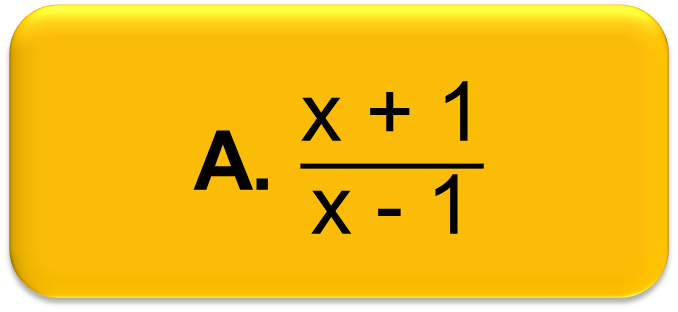 A. x + 1
x - 1